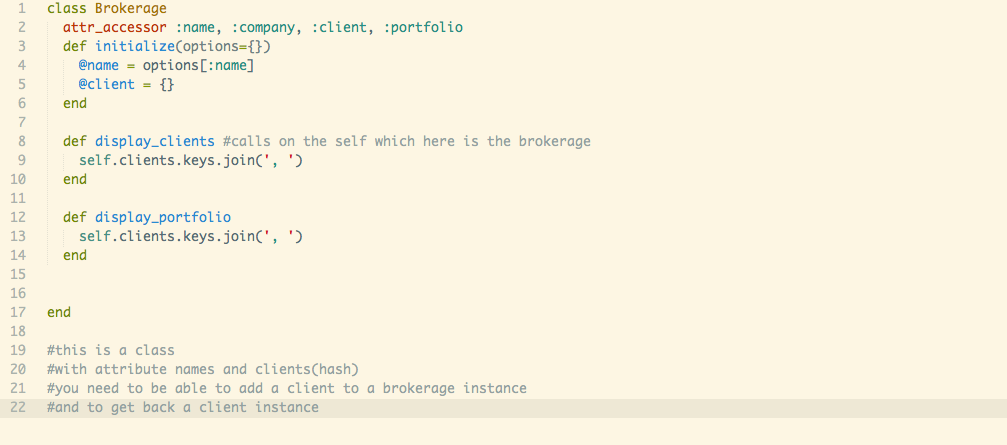 1 class Brokerage
2   attr_accessor :name, :company, :client, :portfolio
3   def initialize(options={})
4     @name = options[:name]
5     @client = {}
6   end
7
8   def display_clients #calls on the self which here is the brokerage
9     self.clients.keys.join(', ')
10   end
11
12   def display_portfolio
13     self.clients.keys.join(', ')
14   end
15
16
17 end
18
19 #this is a class
20 #with attribute names and clients(hash)
21 #you need to be able to add a client to a brokerage instance
22 #and to get back a client instance